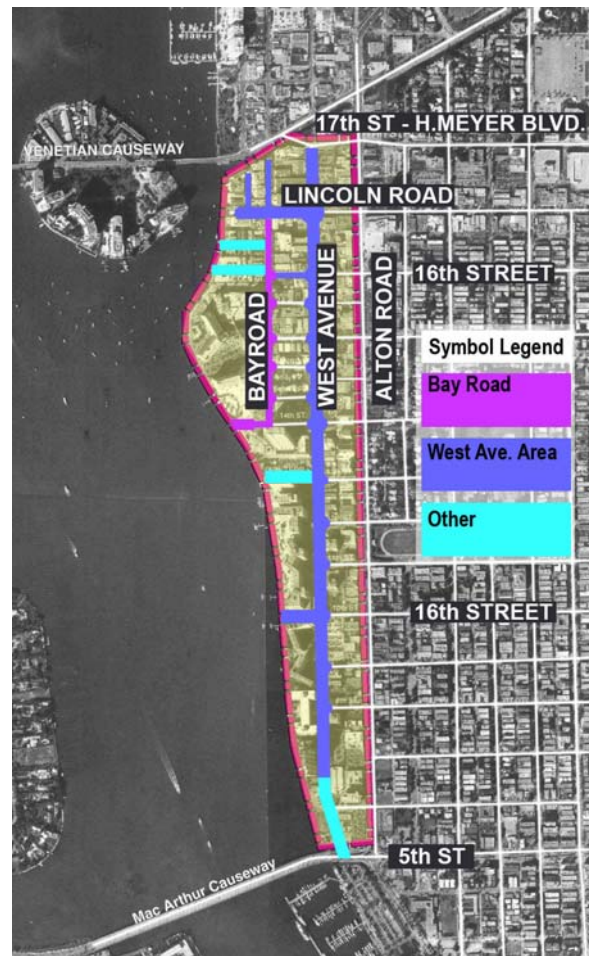 17th ST - H.MEYER BLVD.
VENETIAN CAUSEWAY
LINCOLN ROAD
16th STREET
BAYROAD
WEST AVENUE
ALTON ROAD
Symbol Legend
Bay Road
West Ave. Area
Other
14th ST.
16th STREET
5th ST
Mac Arthur Causeway